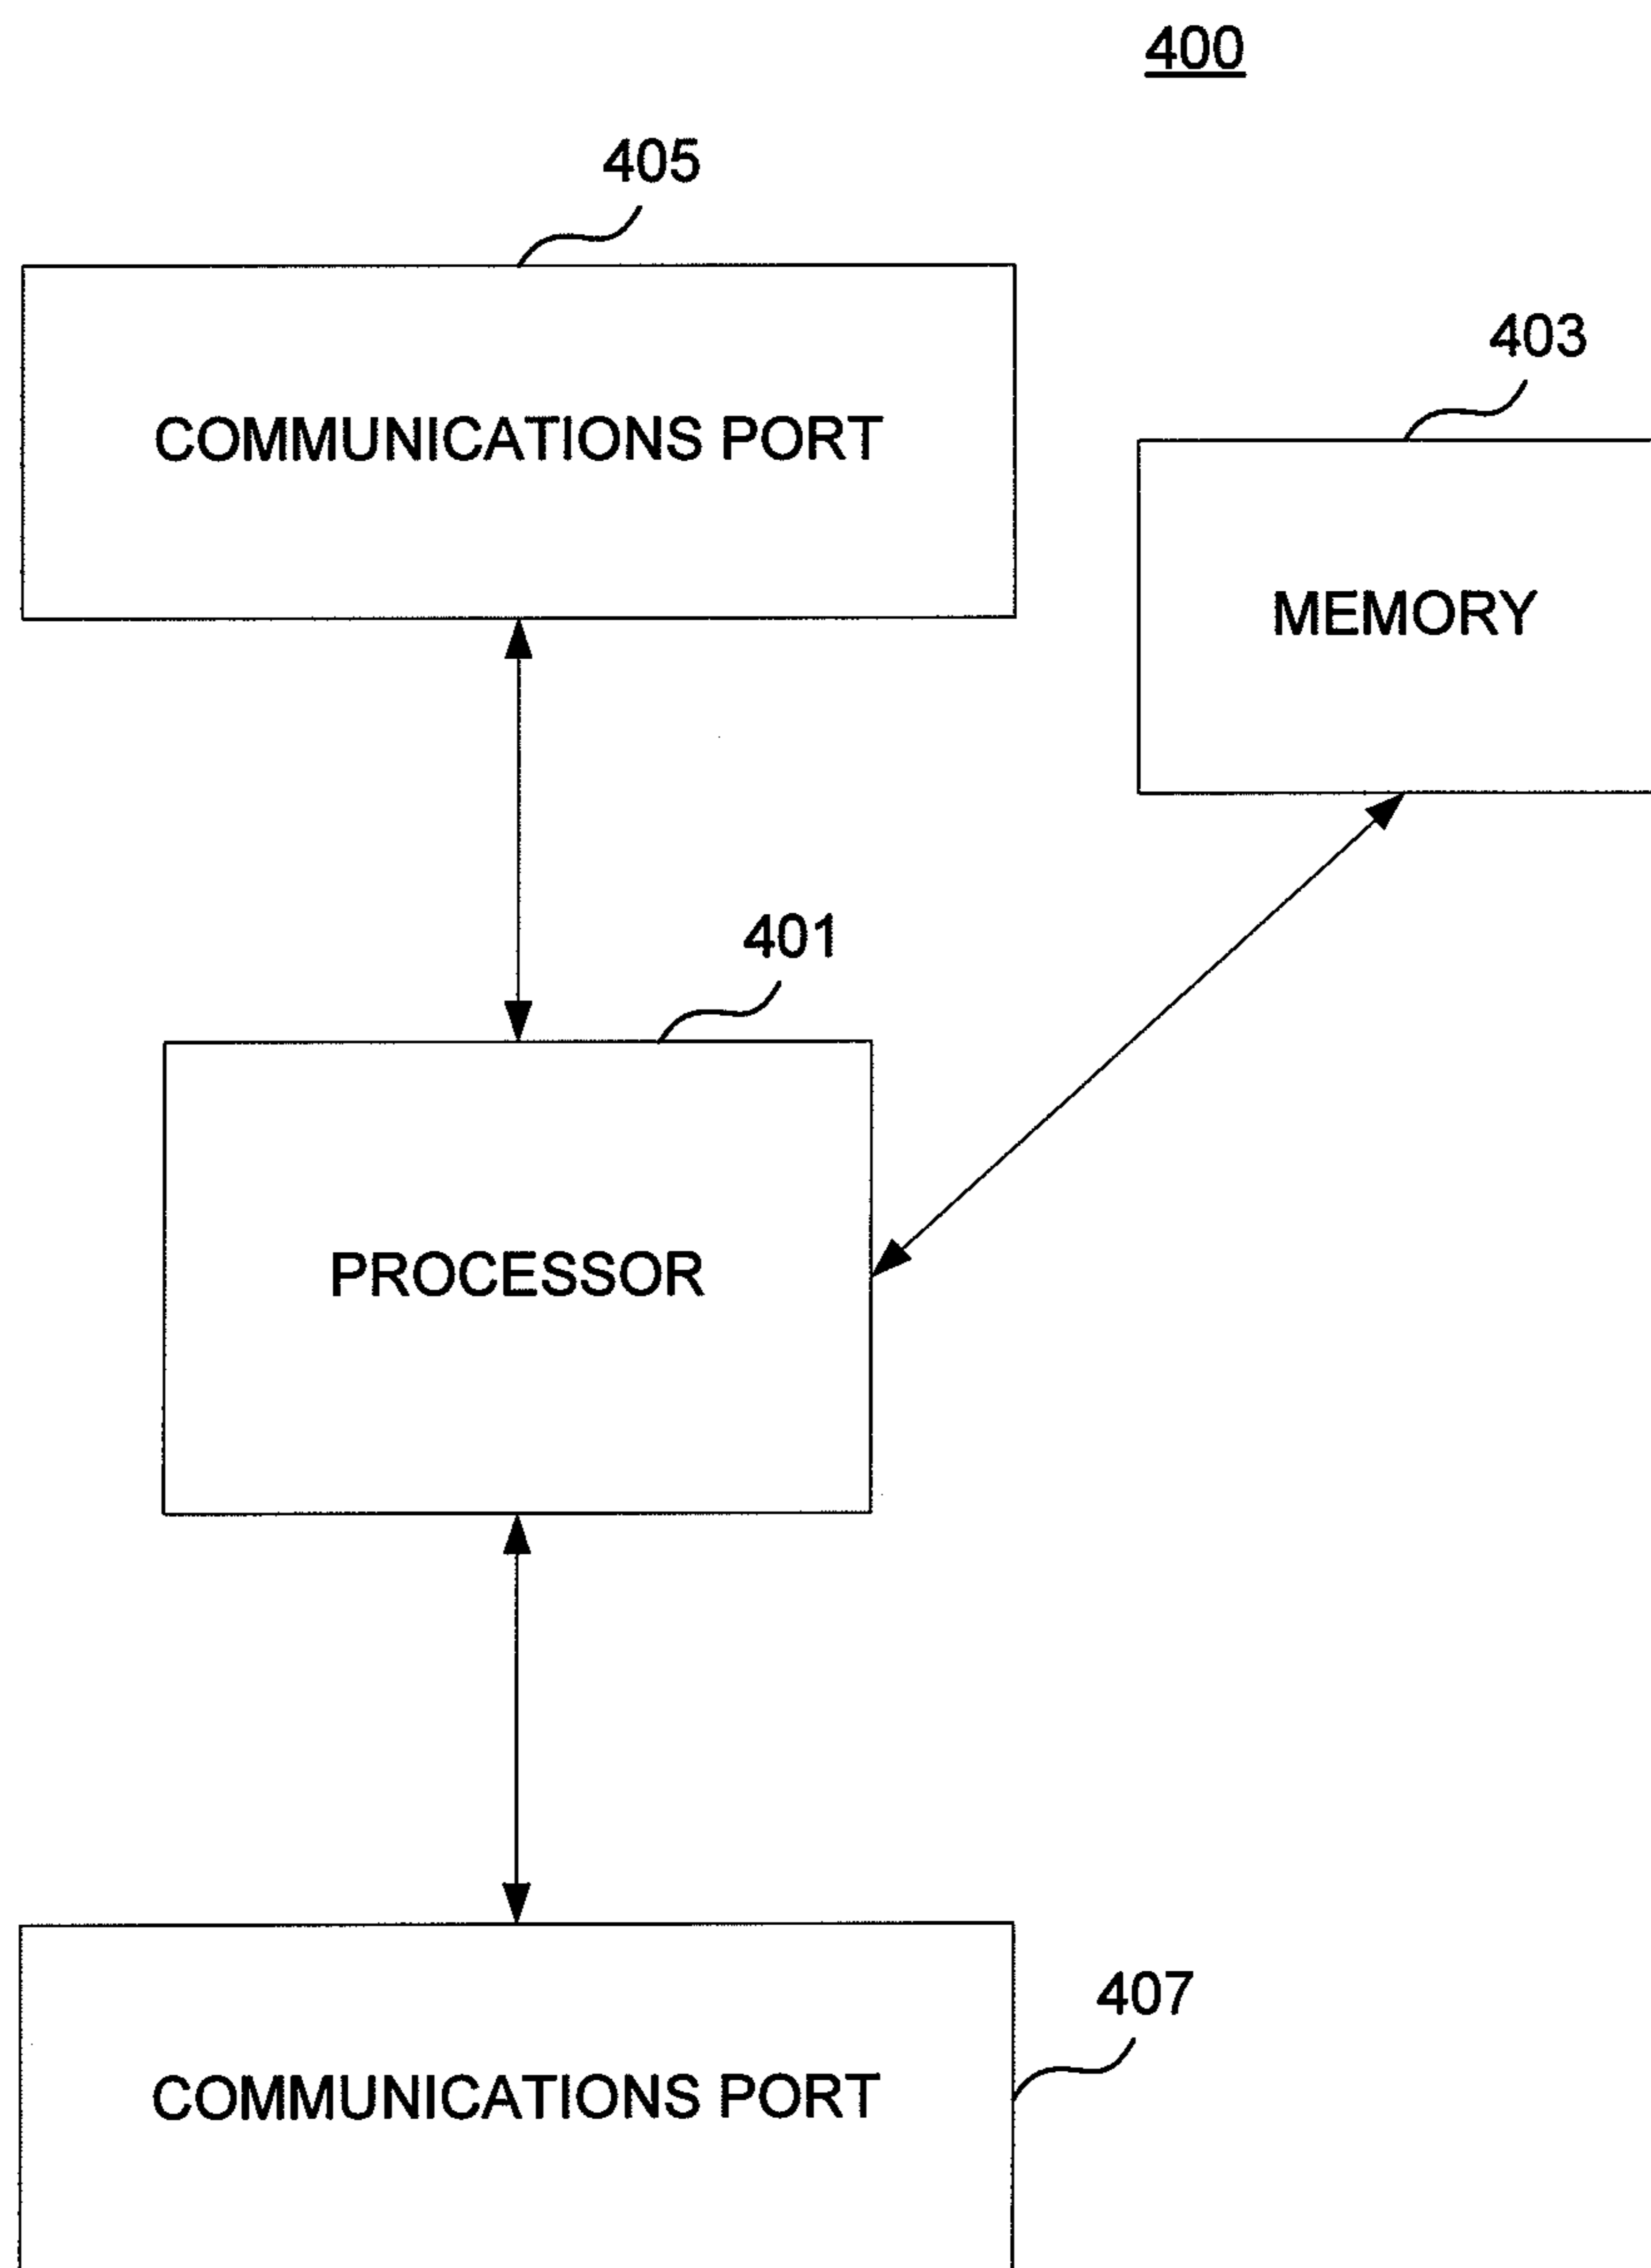 400
405
COMMUNICATIONS PORT
403
MEMORY
401
PROCESSOR
407
COMMUNICATIONS PORT